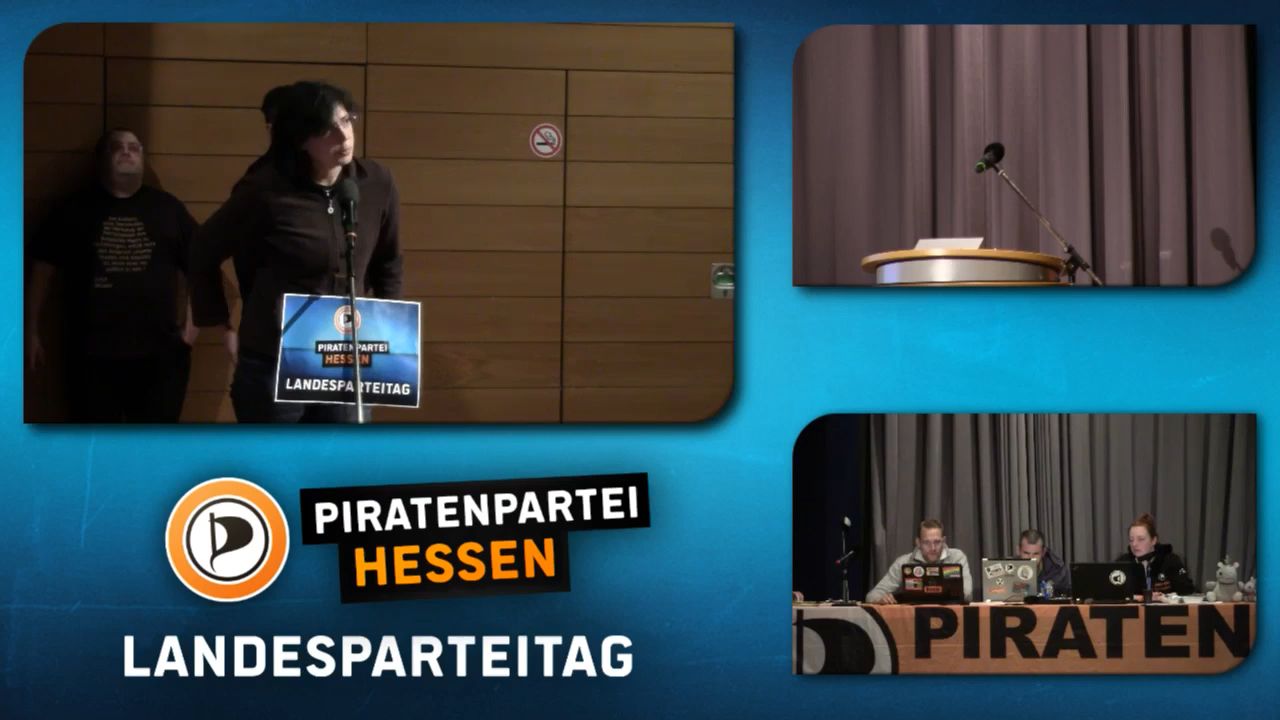 PIRATENPARTEI
HESSEN
LANDESPARTEITAG
PIRATENPARTEI
HESSEN
LANDESPARTEITAG
PIRATEN